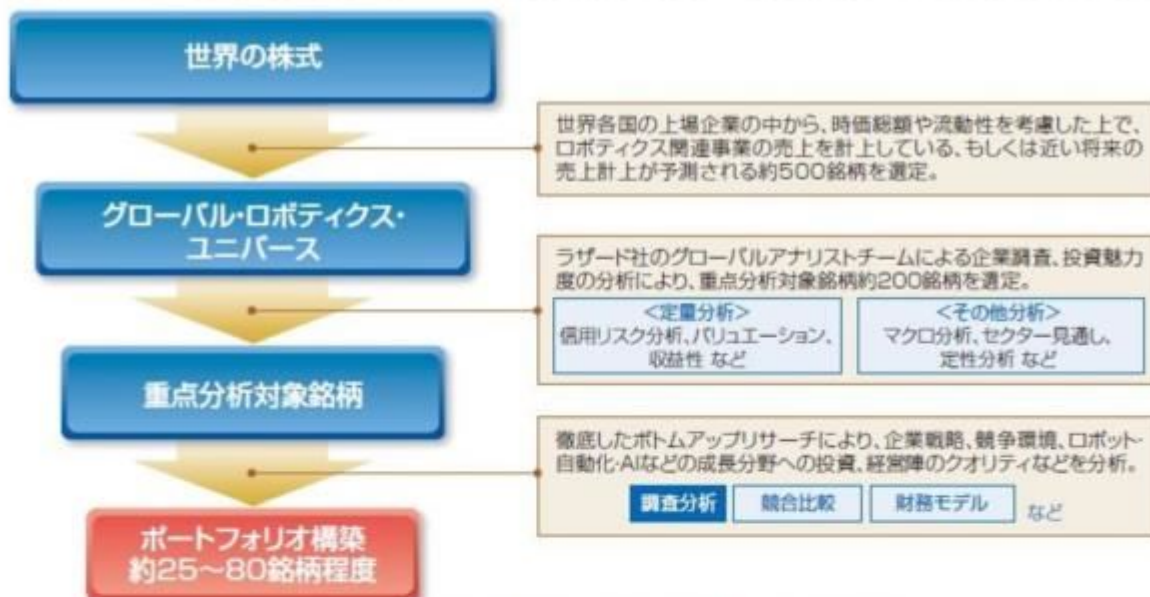 世界の株式
世界各国の上場企業の中から、時価総額や流動性を考慮した上で、
ロボティクス関連事業の売上を計上している、もしくは近い将来の
売上計上が予測される約500銘柄を選定。
グローバル・ロボティクス・
ユニバース
ラザード社のグローバルアナリストチームによる企業調査、投資魅力
度の分析により、重点分析対象銘柄約200銘柄を選定。
<定量分析>
信用リスク分析、バリュエーション、
収益性 など
<その他分析>
マクロ分析、セクター見通し、
定性分析 など
重点分析対象銘柄
徹底したボトムアップリサーチにより、企業戦略、競争環境、ロボット・
自動化・AIなどの成長分野への投資、経営陣のクオリティなどを分析。
調査分析
競合比較
財務モデル
など
ポートフォリオ構築
約25～80銘柄程度